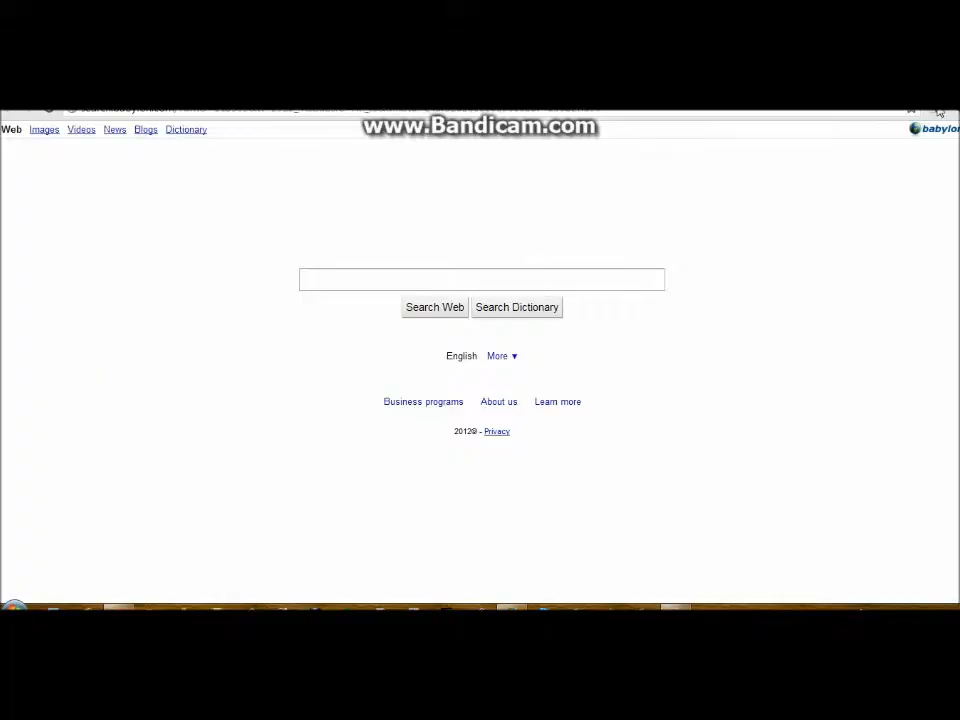 www.Bandicam.com
Web Images Videos News Blogs Dictionary
babylon
Search Web Search Dictionary
English More ▼
Business programs About us Learn more
2012© - Privacy